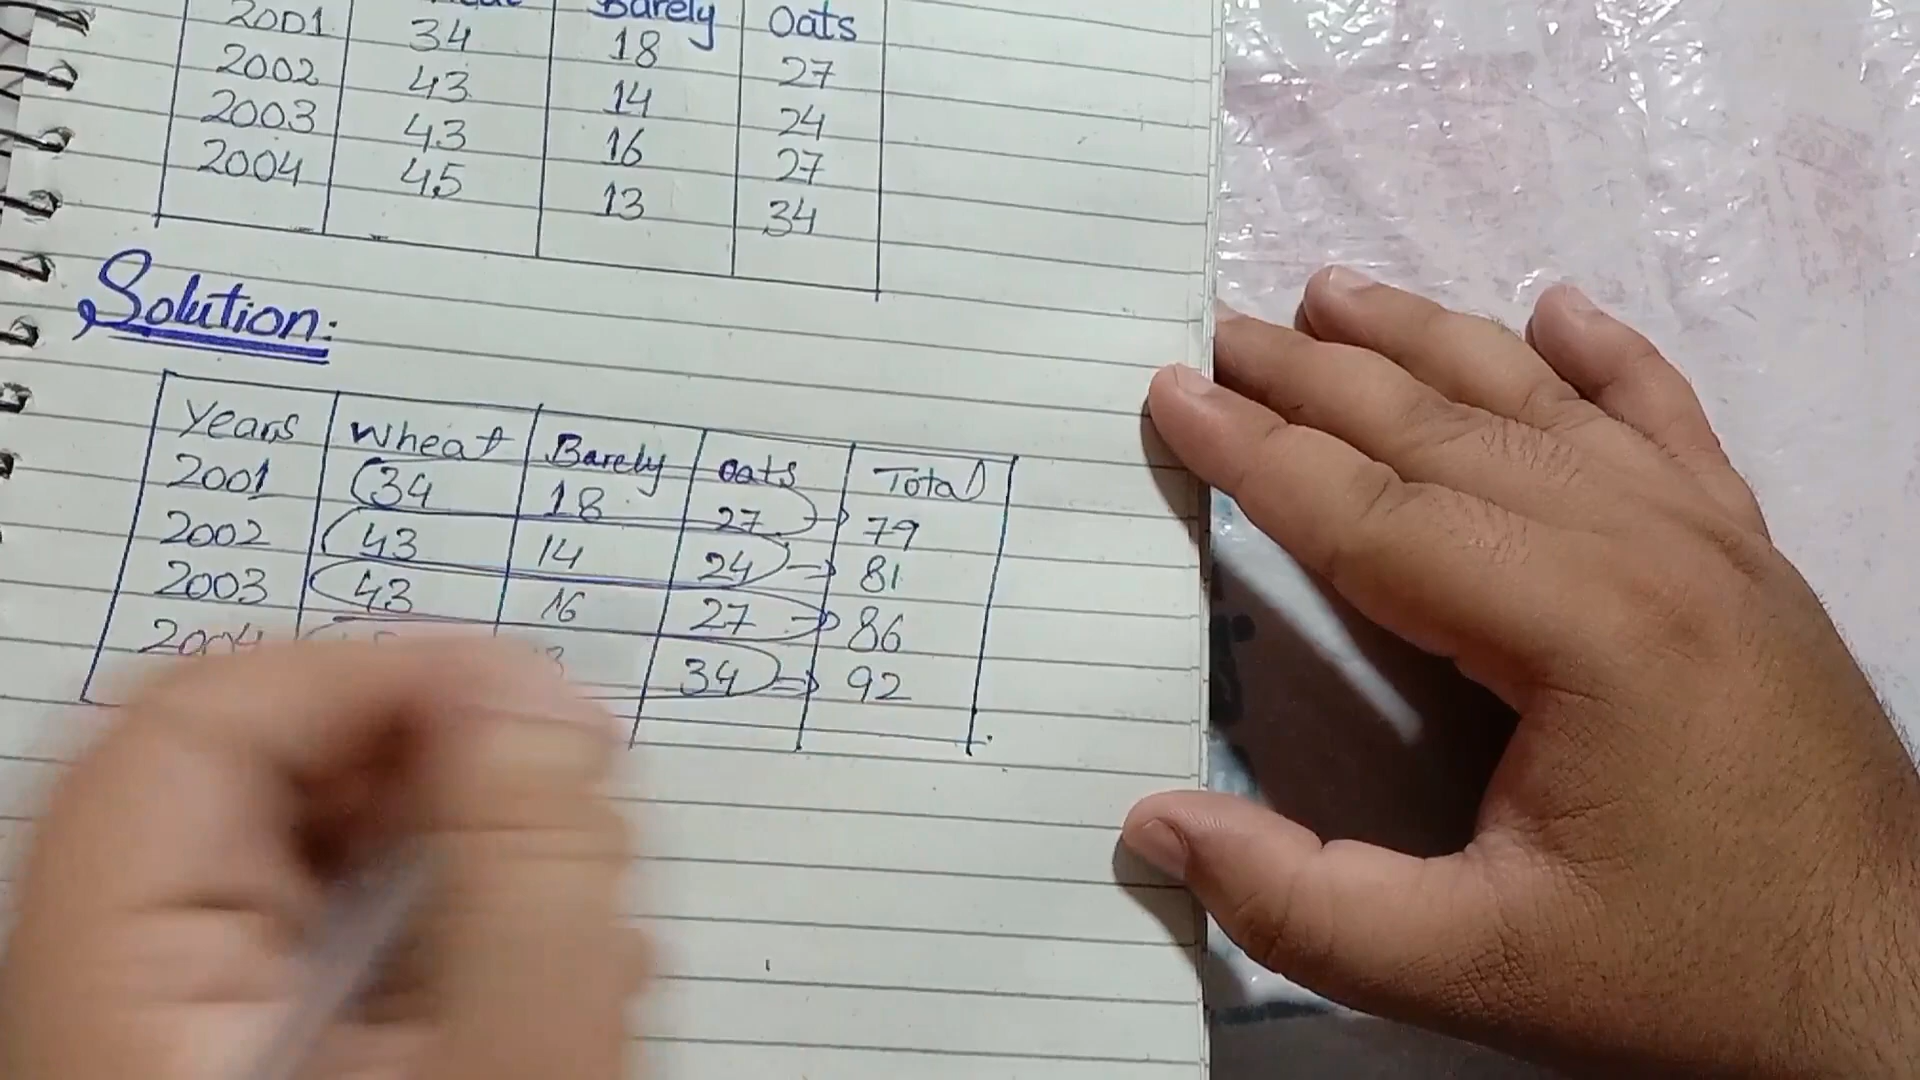 Barely Oats
2001 34 18 27
2002 43 14 24
2003 43 16 27
2004 45 13 34
Solution:
Years Wheat Barely Oats Total
2001 (34 18 27 79
2002 43 14 24 81
2003 43 16 27 86
2004 34 92